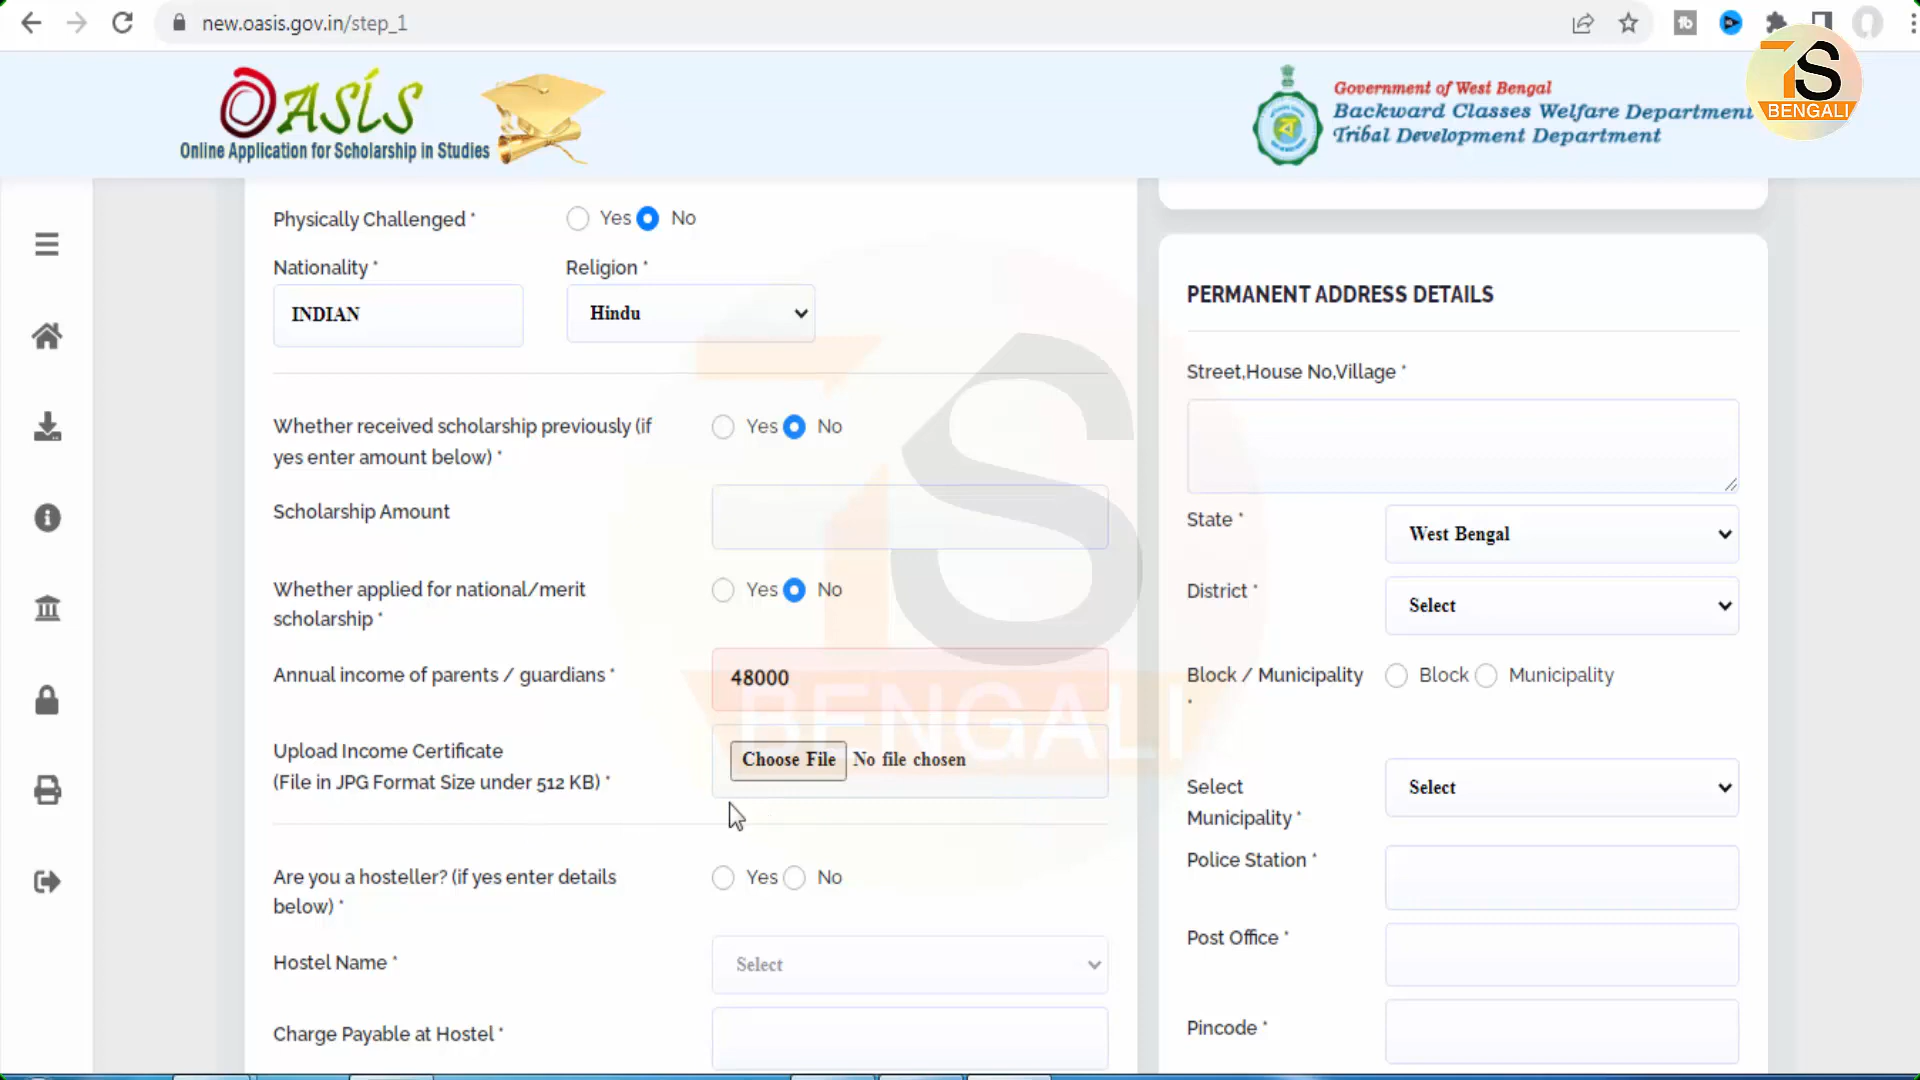 new.oasis.gov.in/step_1
OASIS
Online Application for Scholarship in Studies
Government of West Bengal
Backward Classes Welfare Department
Tribal Development Department
S
BENGALI
Physically Challenged *
Yes No
Nationality *
Religion *
INDIAN
Hindu
Whether received scholarship previously (if
yes enter amount below) *
Yes No
Scholarship Amount
Whether applied for national/merit
scholarship *
Yes No
Annual income of parents / guardians *
48000
Upload Income Certificate
(File in JPG Format Size under 512 KB) *
Choose File No file chosen
Are you a hosteller? (if yes enter details
below) *
Yes No
Hostel Name *
Select
Charge Payable at Hostel *
PERMANENT ADDRESS DETAILS
Street,House No,Village *
State *
West Bengal
District *
Select
Block / Municipality
*
Block Municipality
Select
Municipality *
Select
Police Station *
Post Office *
Pincode *
S
BENGALI